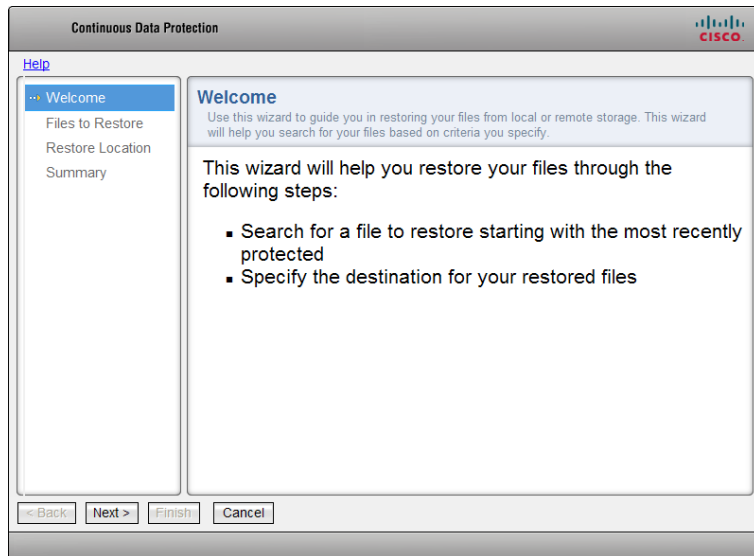 Continuous Data Protection
CISCO
Help
Welcome
Files to Restore
Restore Location
Summary
Welcome
Use this wizard to guide you in restoring your files from local or remote storage. This wizard
will help you search for your files based on criteria you specify.
This wizard will help you restore your files through the
following steps:
▪ Search for a file to restore starting with the most recently
protected
▪ Specify the destination for your restored files
< Back Next > Finish Cancel